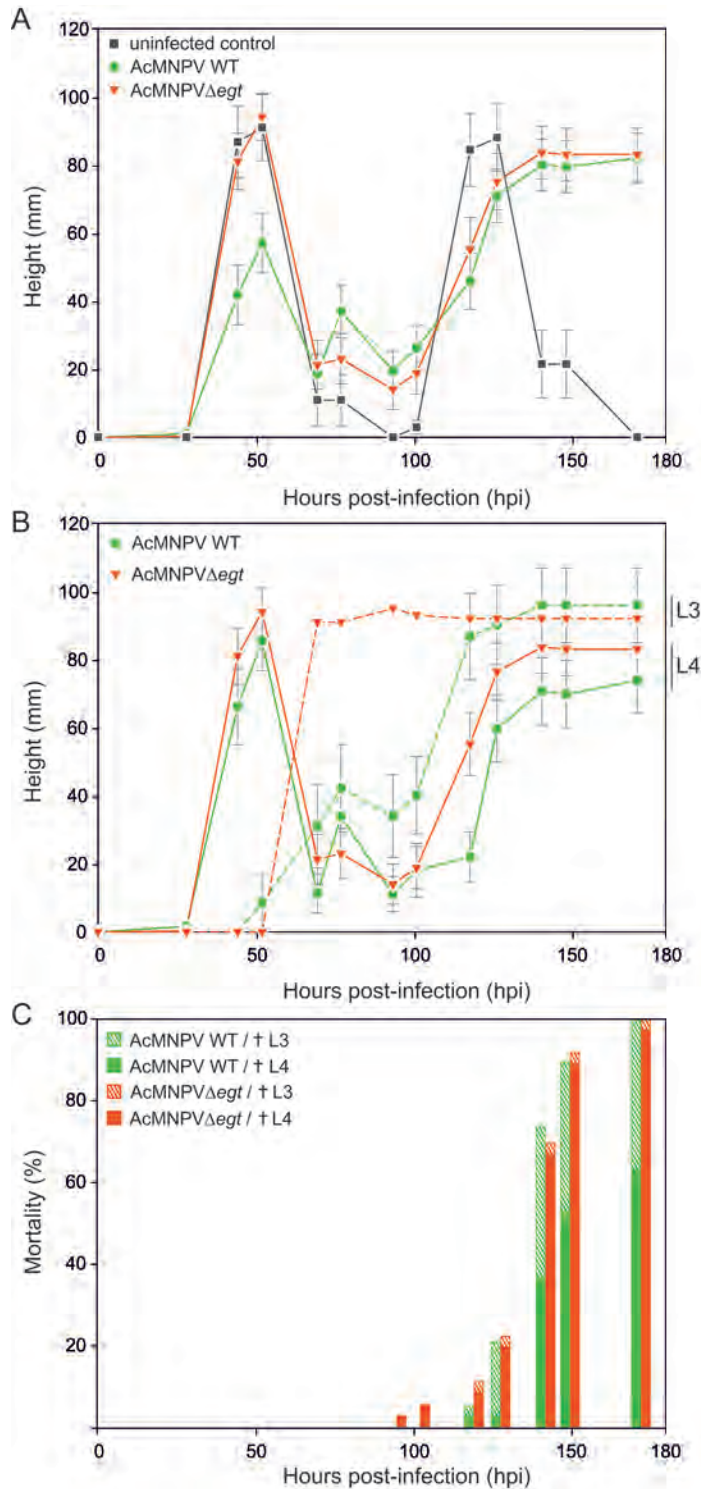 A
120
100
80
60
40
20
0
Height (mm)
uninfected control
AcMNPV WT
AcMNPVΔegt
0 50 100 150 180
Hours post-infection (hpi)
B
120
100
80
60
40
20
0
Height (mm)
AcMNPV WT
AcMNPVΔegt
L3
L4
0 50 100 150 180
Hours post-infection (hpi)
C
100
80
60
40
20
Mortality (%)
AcMNPV WT / † L3
AcMNPV WT / † L4
AcMNPVΔegt / † L3
AcMNPVΔegt / † L4
0 50 100 150 180
Hours post-infection (hpi)